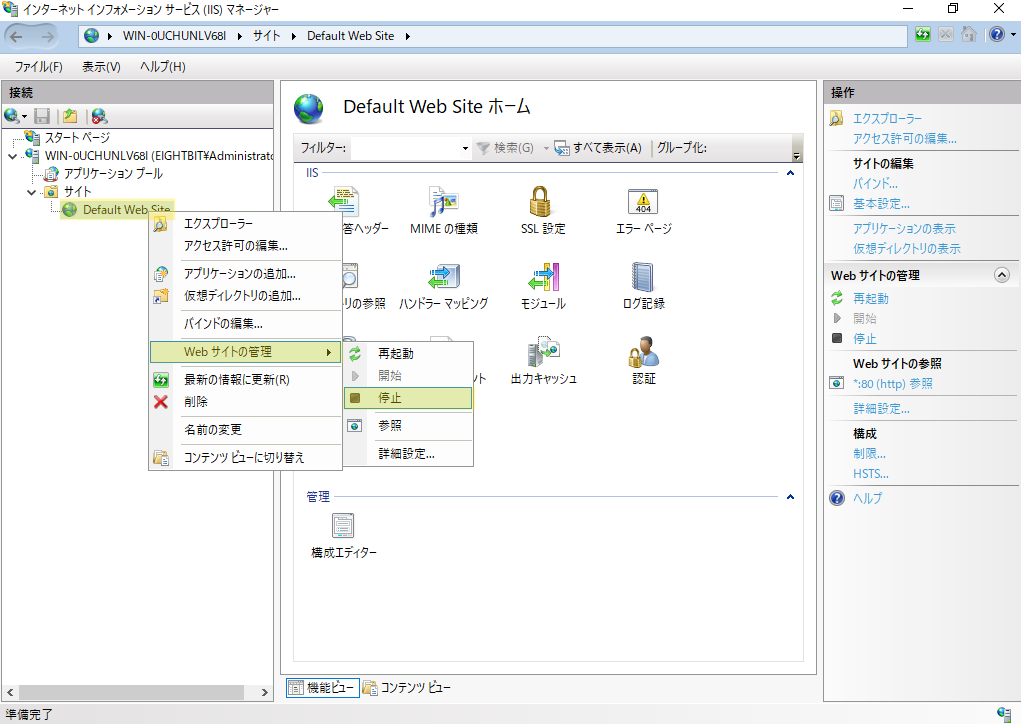 インターネット インフォメーション サービス (IIS) マネージャー
WIN-0UCHUNLV68I
サイト
Default Web Site
ファイル(F)
表示(V)
ヘルプ(H)
接続
スタート ページ
WIN-0UCHUNLV68I (EIGHTBIT¥Administrato
アプリケーション プール
サイト
Default Web Site
エクスプローラー
アクセス許可の編集...
アプリケーションの追加...
仮想ディレクトリの追加...
バインドの編集...
Web サイトの管理
最新の情報に更新(R)
削除
名前の変更
コンテンツ ビューに切り替え
再起動
開始
停止
参照
詳細設定...
Default Web Site ホーム
フィルター:
検索(G)
すべて表示(A)
グループ化:
IIS
答ヘッダー
MIME の種類
SSL 設定
404
エラー ページ
リの参照
ハンドラー マッピング
モジュール
ログ記録
ント
出力キャッシュ
認証
管理
構成エディター
機能ビュー
コンテンツ ビュー
操作
エクスプローラー
アクセス許可の編集...
サイトの編集
バインド...
基本設定...
アプリケーションの表示
仮想ディレクトリの表示
Web サイトの管理
再起動
開始
停止
Web サイトの参照
*:80 (http) 参照
詳細設定...
構成
制限...
HSTS...
ヘルプ
準備完了